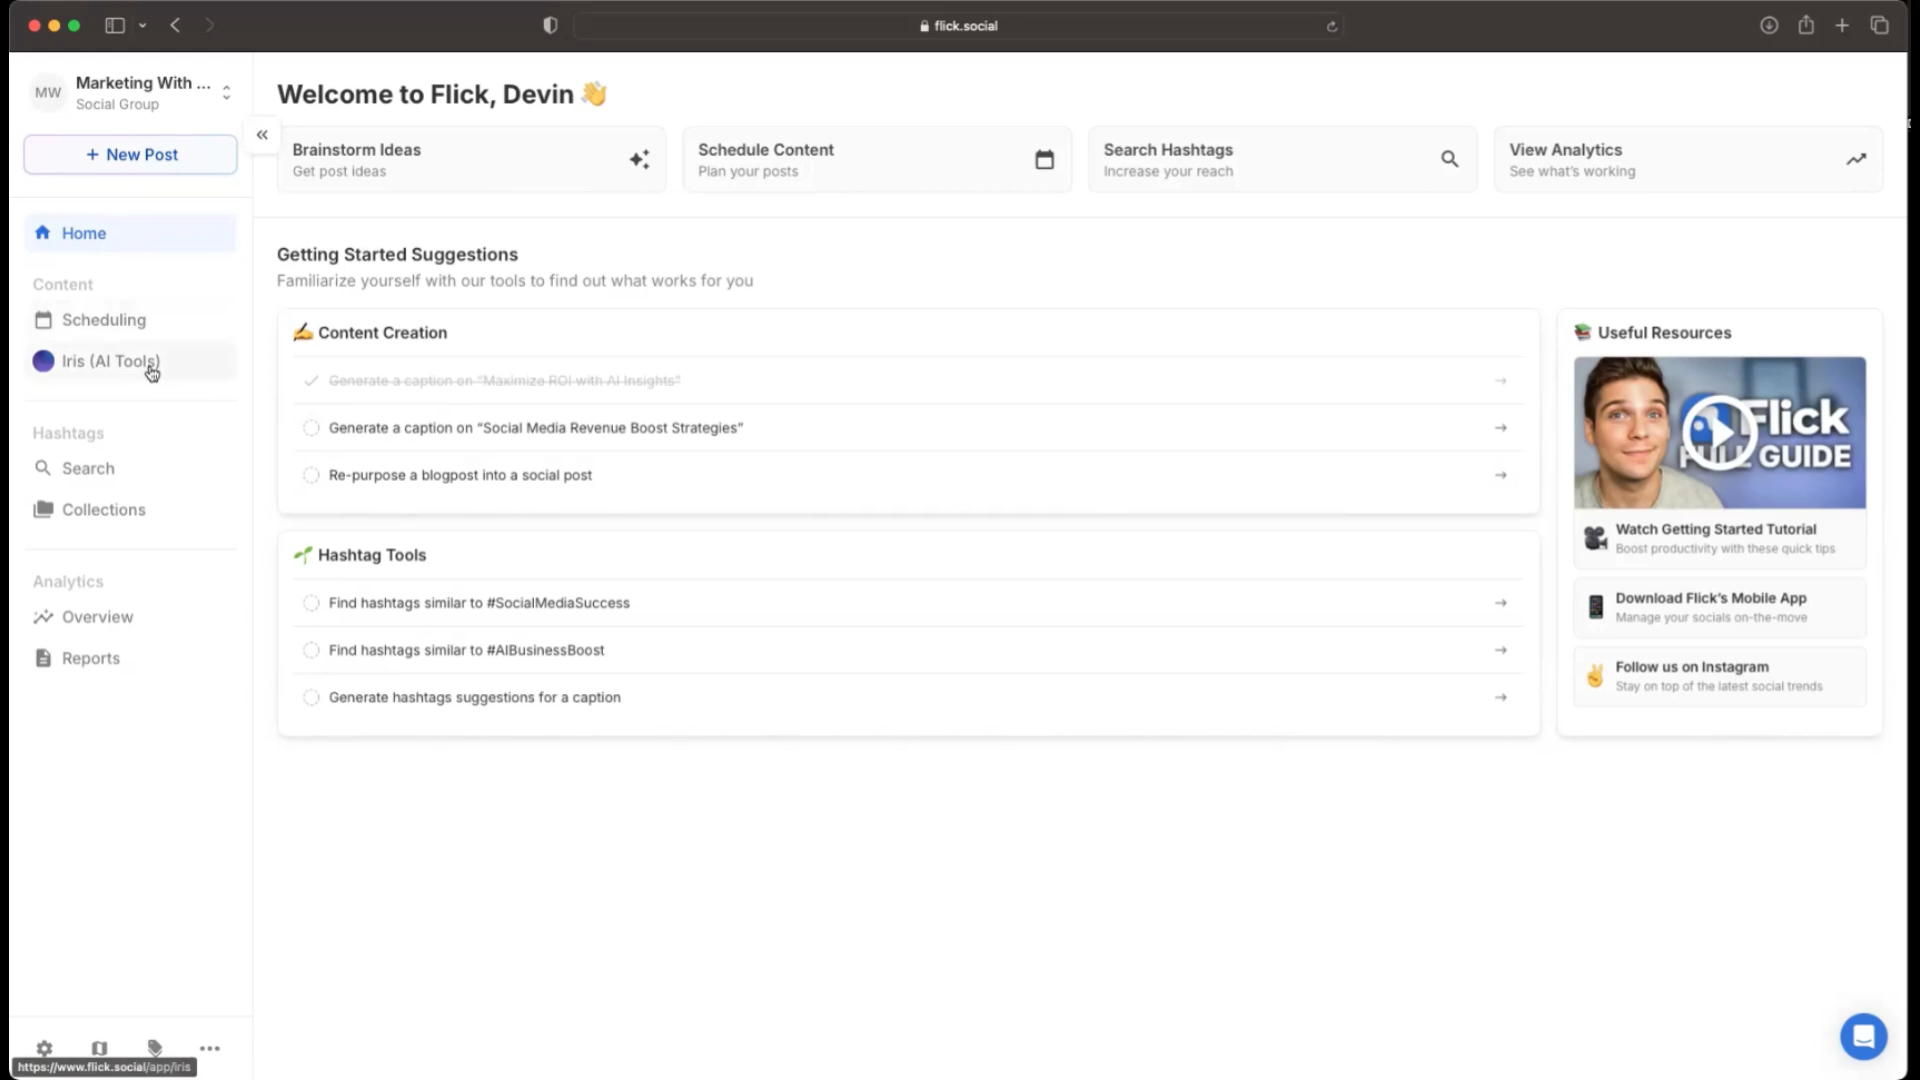 flick.social
MW
Marketing With ...
Social Group
+ New Post
Home
Content
Scheduling
Iris (AI Tools)
Hashtags
Search
Collections
Analytics
Overview
Reports
https://www.flick.social/app/iris
Welcome to Flick, Devin 👋
Brainstorm Ideas
Get post ideas
Schedule Content
Plan your posts
Search Hashtags
Increase your reach
View Analytics
See what's working
Getting Started Suggestions
Familiarize yourself with our tools to find out what works for you
✍️ Content Creation
Generate a caption on “Maximize ROI with AI Insights”
Generate a caption on “Social Media Revenue Boost Strategies”
Re-purpose a blogpost into a social post
🌱 Hashtag Tools
Find hashtags similar to #SocialMediaSuccess
Find hashtags similar to #AIBusinessBoost
Generate hashtags suggestions for a caption
📚 Useful Resources
Flick
FULL GUIDE
Watch Getting Started Tutorial
Boost productivity with these quick tips
Download Flick's Mobile App
Manage your socials on-the-move
Follow us on Instagram
Stay on top of the latest social trends